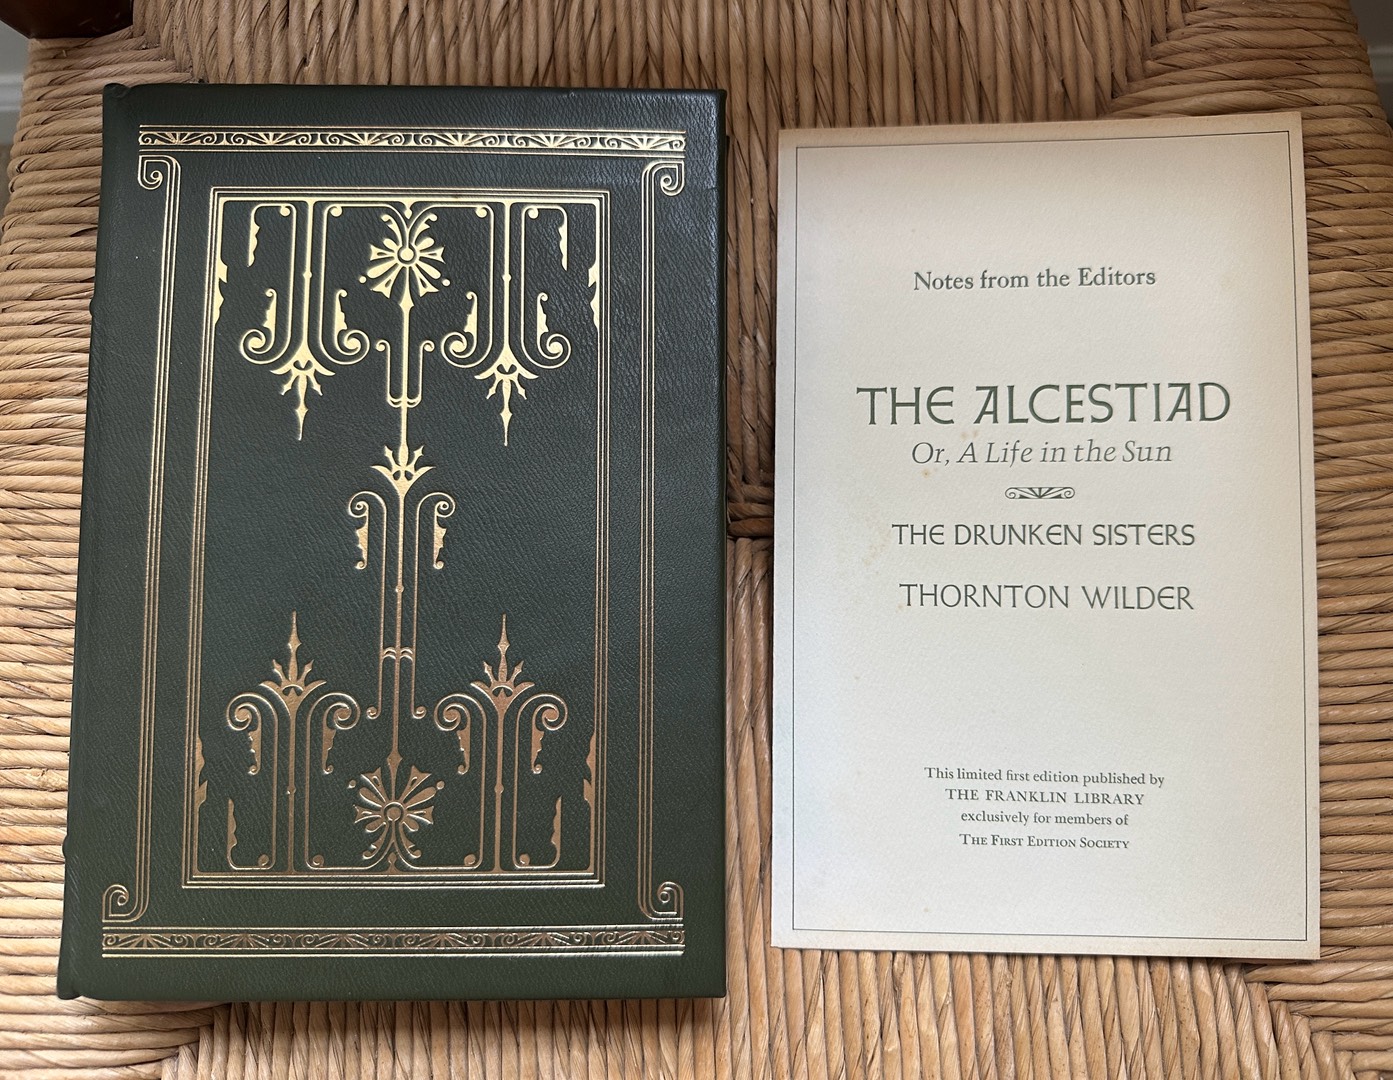 Notes from the Editors
THE ALCESTIAD
Or, A Life in the Sun
THE DRUNKEN SISTERS
THORNTON WILDER
This limited first edition published by
THE FRANKLIN LIBRARY
exclusively for members of
THE FIRST EDITION SOCIETY